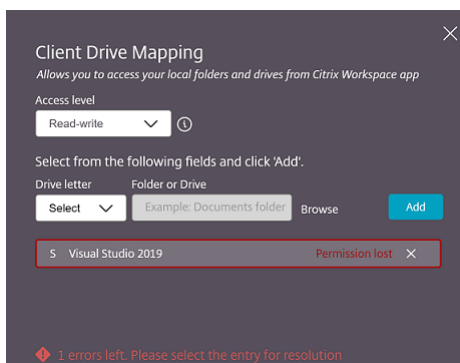 Client Drive Mapping
Allows you to access your local folders and drives from Citrix Workspace app
Access level
Read-write
Select from the following fields and click 'Add'.
Drive letter Folder or Drive
Select Example: Documents folder Browse Add
S Visual Studio 2019 Permission lost
1 errors left. Please select the entry for resolution